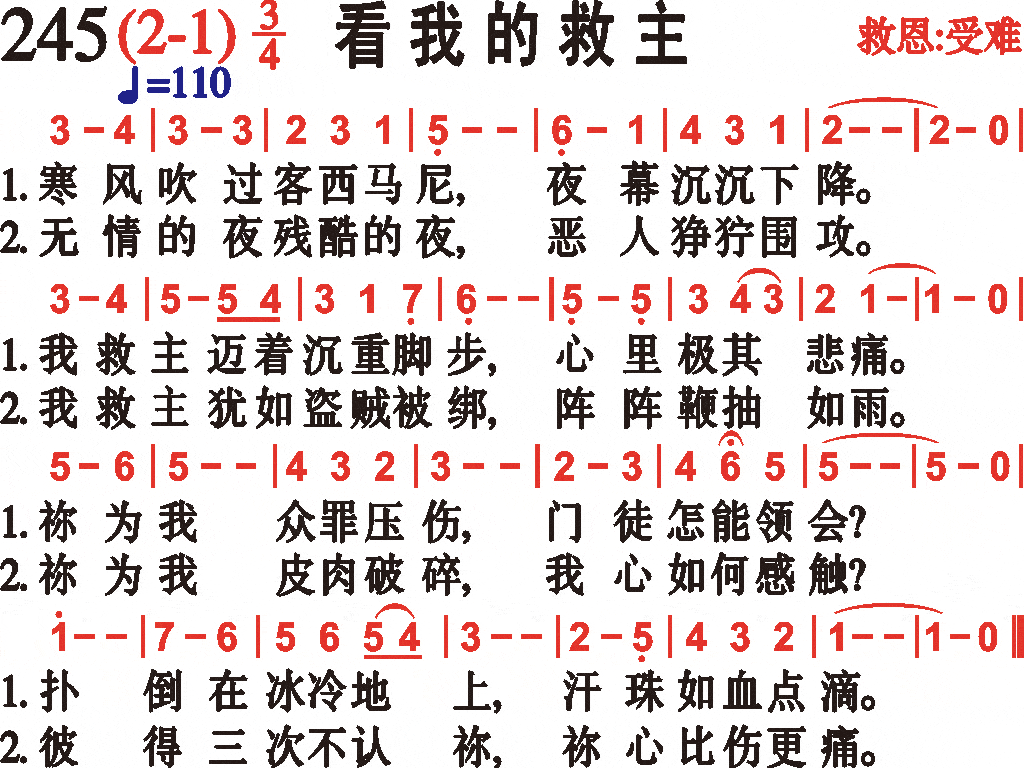 245(2-1) 3/4 看我的救主 救恩:受难
♩=110
3 - 4 | 3 - 3 | 2 3 1 | 5̣ - - | 6̣ - 1 | 4 3 1 | 2 - - | 2 - 0 |
1.寒风吹过客西马尼, 夜幕沉沉下降。
2.无情的夜残酷的夜, 恶人狰狞围攻。
3 - 4 | 5 - 5 4 | 3 1 7̣ | 6̣ - - | 5̣ - 5̣ | 3 4 3 | 2 1 - | 1 - 0 |
1.我救主迈着沉重脚步, 心里极其悲痛。
2.我救主犹如盗贼被绑, 阵阵鞭抽如雨。
5 - 6 | 5 - - | 4 3 2 | 3 - - | 2 - 3 | 4 6 5 | 5 - - | 5 - 0 |
1.祢为我 众罪压伤, 门徒怎能领会?
2.祢为我 皮肉破碎, 我心如何感触?
1̇ - - | 7 - 6 | 5 6 5 4 | 3 - - | 2 - 5̣ | 4 3 2 | 1 - - | 1 - 0 ‖
1.扑 倒在冰冷地 上, 汗珠如血点滴。
2.彼 得三次不认 祢, 祢心比伤更痛。